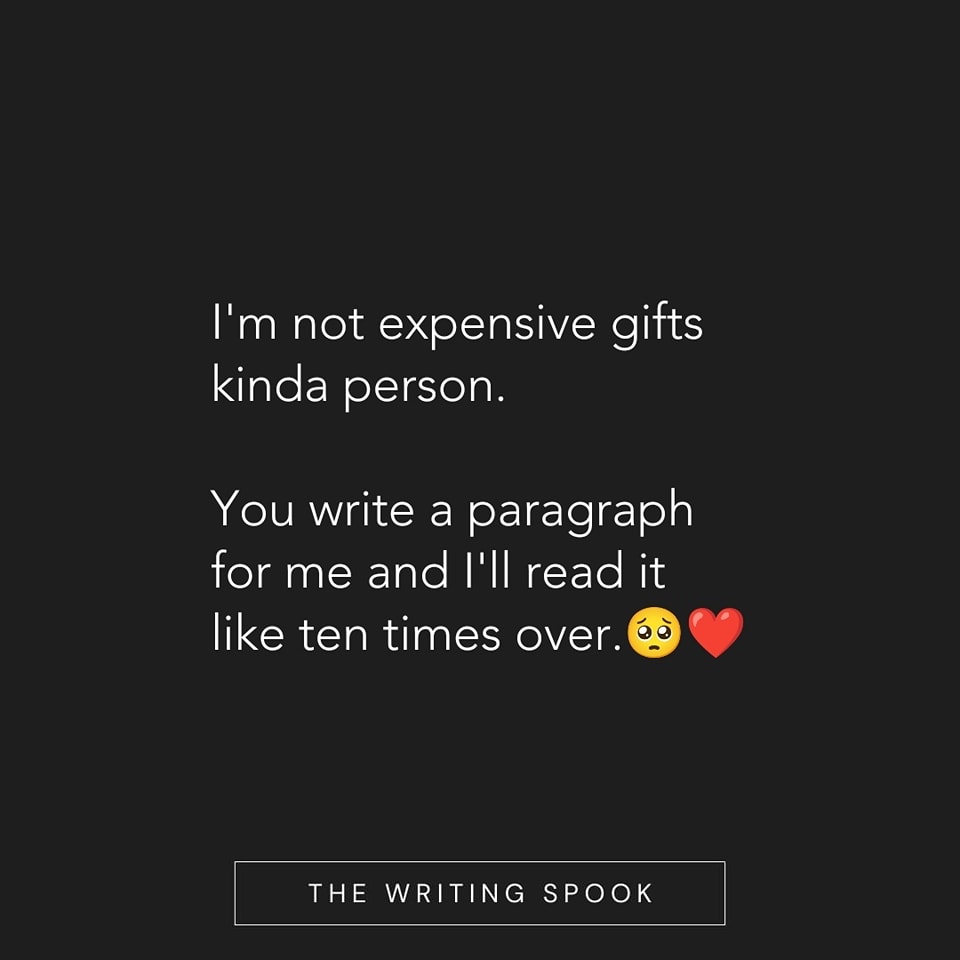 I'm not expensive gifts
kinda person.
You write a paragraph
for me and I'll read it
like ten times over.🥺❤️
THE WRITING SPOOK